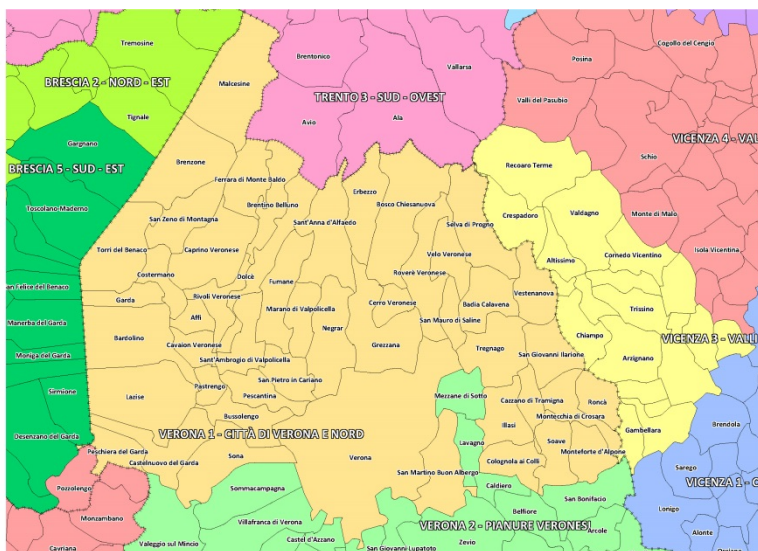 Tremosine
BRESCIA 2 - NORD - EST
Malcesine
Brentonico
Vallarsa
TRENTO 3 - SUD - OVEST
Posina
Cogollo del Cengio
Tignale
Avio
Ala
Valli del Pasubio
VICENZA 4 - VAL
Gargnano
BRESCIA 5 - SUD - EST
Brenzone
Recoaro Terme
Schio
Ferrara di Monte Baldo
Erbezzo
Bosco Chiesanuova
Toscolano-Maderno
Brentino Belluno
San Zeno di Montagna
Sant'Anna d'Alfaedo
Selva di Progno
Crespadoro
Valdagno
Monte di Malo
Torri del Benaco
Caprino Veronese
Velo Veronese
Altissimo
Cornedo Vicentino
Isola Vicentina
Costermano
Dolcè
Fumane
Roverè Veronese
San Felice del Benaco
Garda
Rivoli Veronese
Vestenanova
Cerro Veronese
Badia Calavena
Marano di Valpolicella
Trissino
Manerba del Garda
Affi
San Mauro di Saline
Negrar
Bardolino
Cavaion Veronese
Grezzana
Tregnago
Chiampo
VICENZA 3 - VALLI
Moniga del Garda
Sant'Ambrogio di Valpolicella
San Giovanni Ilarione
Arzignano
San Pietro in Cariano
Pastrengo
Pescantina
Sirmione
Lazise
Mezzane di Sotto
Cazzano di Tramigna
Roncà
Bussolengo
Montecchia di Crosara
Illasi
Gambellara
Brendola
Desenzano del Garda
VERONA 1 - CITTÀ DI VERONA E NORD
Lavagno
Soave
Peschiera del Garda
Sona
Verona
Monteforte d'Alpone
Castelnuovo del Garda
Colognola ai Colli
Sarego
San Martino Buon Albergo
Pozzolengo
Sommacampagna
Caldiero
VICENZA 1 - C
San Bonifacio
Lonigo
Monzambano
Villafranca di Verona
Belfiore
VERONA 2 - PIANURE VERONESI
Arcole
Alonte
Valeggio sul Mincio
Castel d'Azzano
Zevio
Cavriana
San Giovanni Lupatoto